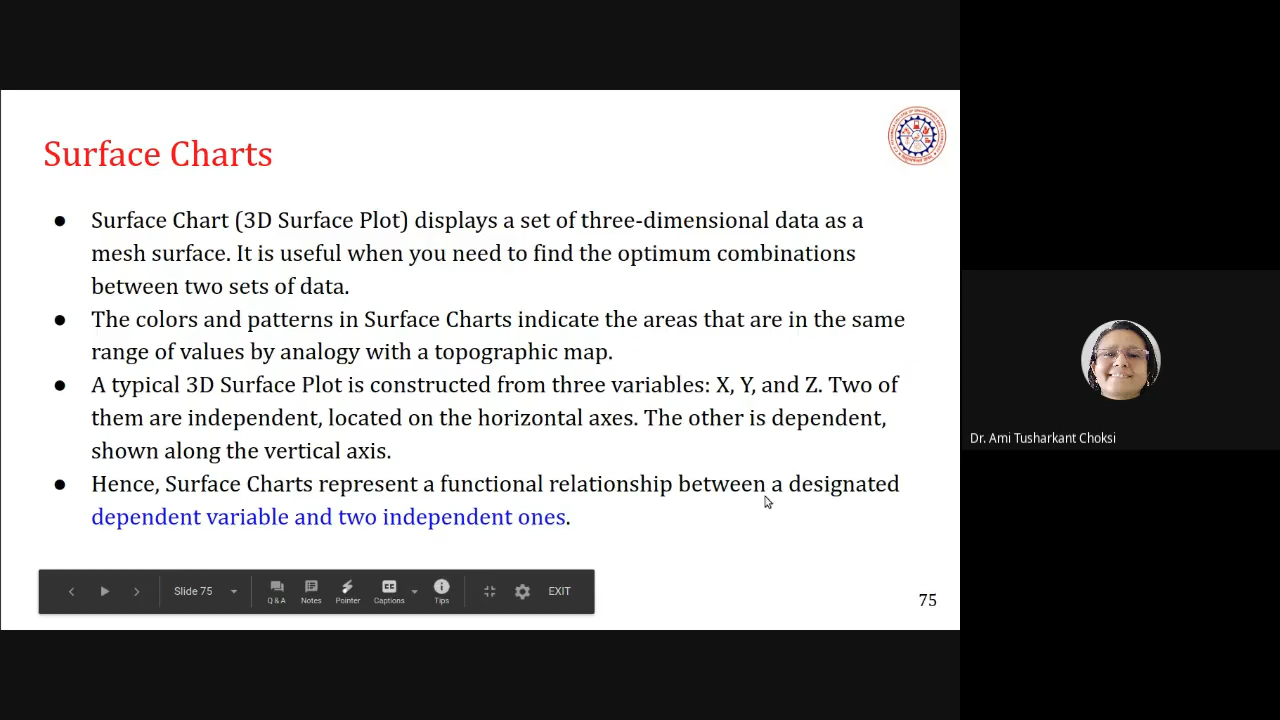 Surface Charts
● Surface Chart (3D Surface Plot) displays a set of three-dimensional data as a
mesh surface. It is useful when you need to find the optimum combinations
between two sets of data.
● The colors and patterns in Surface Charts indicate the areas that are in the same
range of values by analogy with a topographic map.
● A typical 3D Surface Plot is constructed from three variables: X, Y, and Z. Two of
them are independent, located on the horizontal axes. The other is dependent,
shown along the vertical axis.
● Hence, Surface Charts represent a functional relationship between a designated
dependent variable and two independent ones.
Slide 75
Q & A
Notes
Pointer
CC
Captions
Tips
EXIT
75
Dr. Ami Tusharkant Choksi